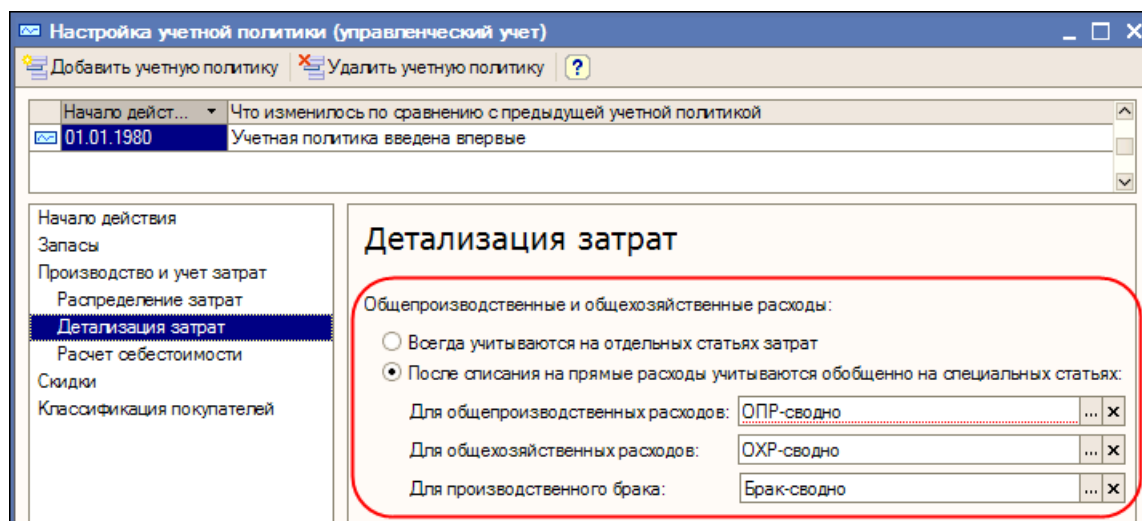 Настройка учетной политики (управленческий учет)
Добавить учетную политику Удалить учетную политику ?
Начало дейст... Что изменилось по сравнению с предыдущей учетной политикой
01.01.1980 Учетная политика введена впервые
Начало действия
Запасы
Производство и учет затрат
Распределение затрат
Детализация затрат
Расчет себестоимости
Скидки
Классификация покупателей
Детализация затрат
Общепроизводственные и общехозяйственные расходы:
Всегда учитываются на отдельных статьях затрат
После списания на прямые расходы учитываются обобщенно на специальных статьях:
Для общепроизводственных расходов: ОПР-сводно ... x
Для общехозяйственных расходов: ОХР-сводно ... x
Для производственного брака: Брак-сводно ... x